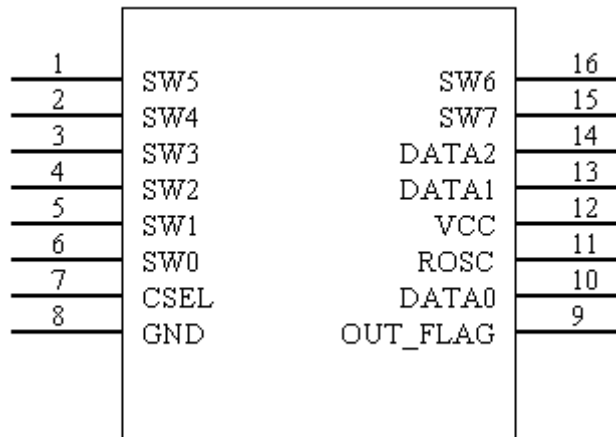 1 SW5 SW6 16
2 SW4 SW7 15
3 SW3 DATA2 14
4 SW2 DATA1 13
5 SW1 VCC 12
6 SW0 ROSC 11
7 CSEL DATA0 10
8 GND OUT_FLAG 9